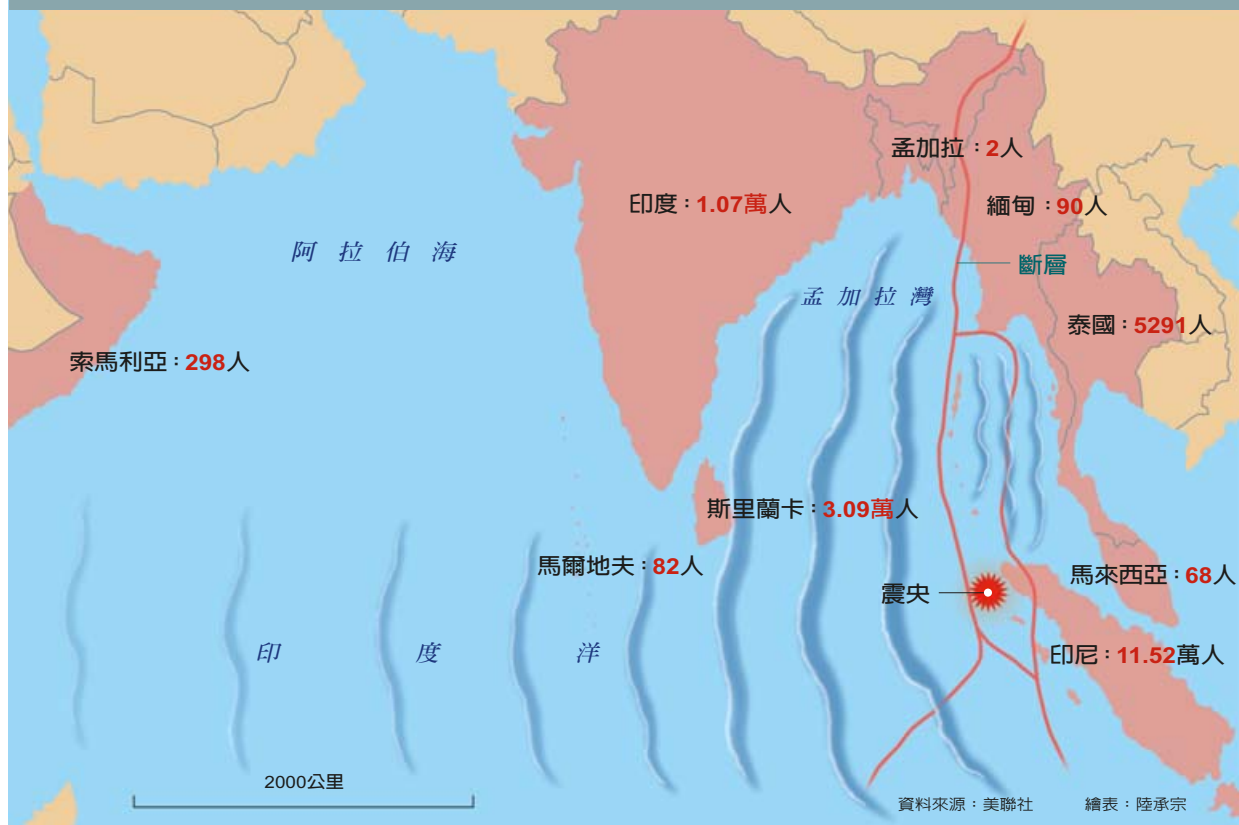 孟加拉：2人
印度：1.07萬人
緬甸：90人
阿拉伯海
斷層
孟加拉灣
泰國：5291人
索馬利亞：298人
斯里蘭卡：3.09萬人
馬爾地夫：82人
馬來西亞：68人
震央
印度洋
印尼：11.52萬人
2000公里
資料來源：美聯社 繪表：陸承宗